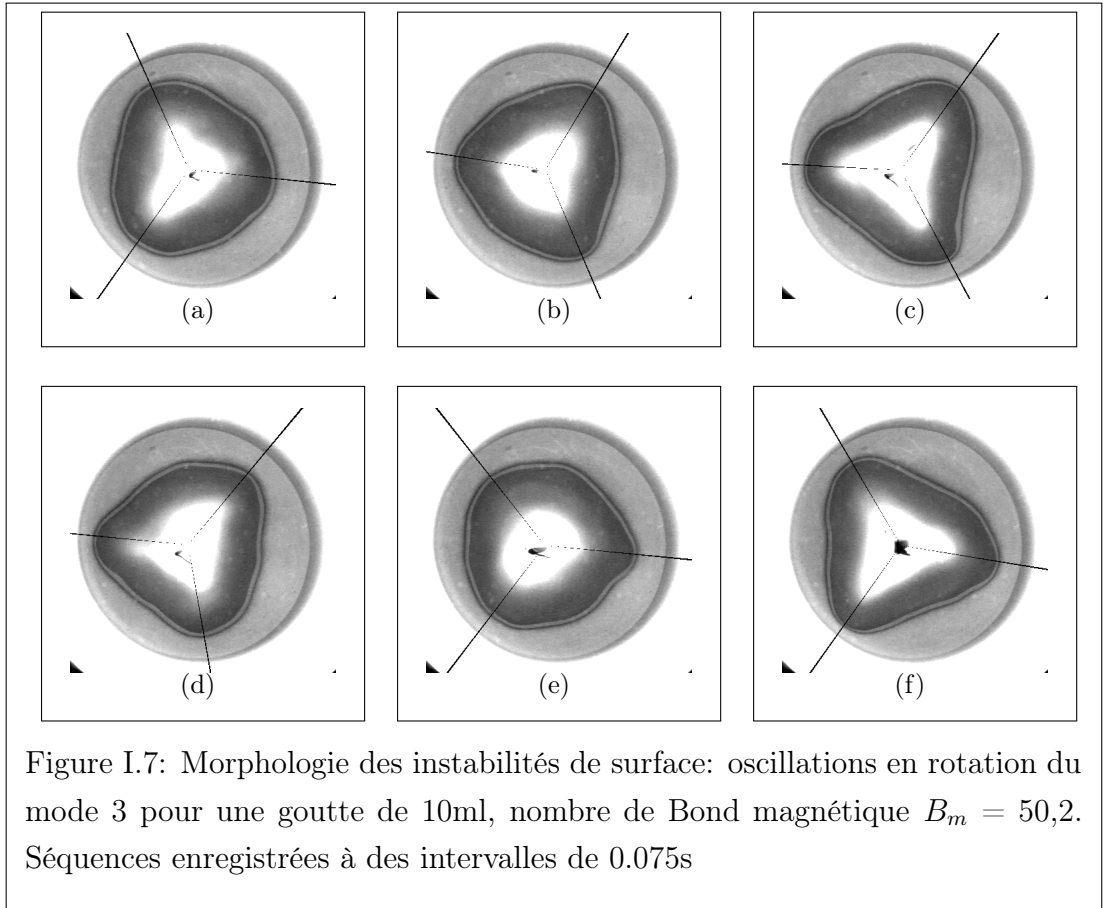 (a) (b) (c)
(d) (e) (f)
Figure I.7: Morphologie des instabilités de surface: oscillations en rotation du
mode 3 pour une goutte de 10ml, nombre de Bond magnétique $B_m$ = 50,2.
Séquences enregistrées à des intervalles de 0.075s